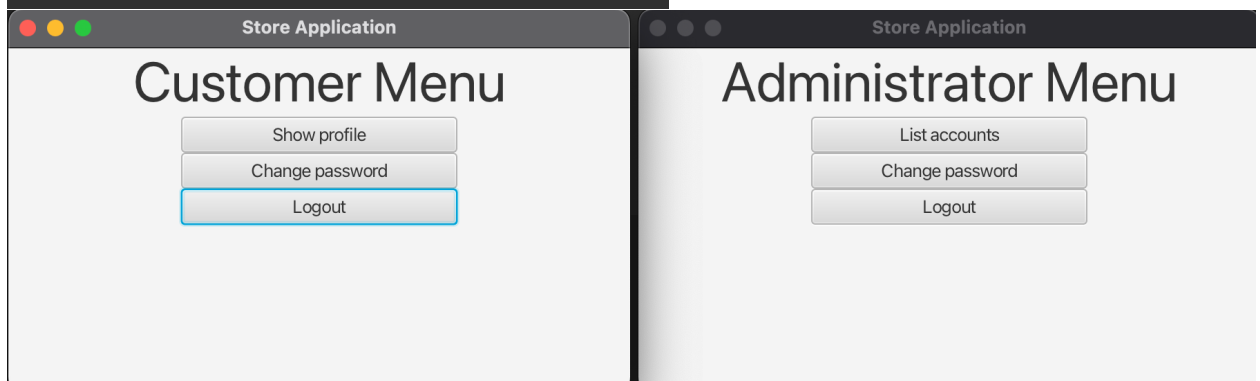 Store Application
Customer Menu
Show profile
Change password
Logout
Store Application
Administrator Menu
List accounts
Change password
Logout